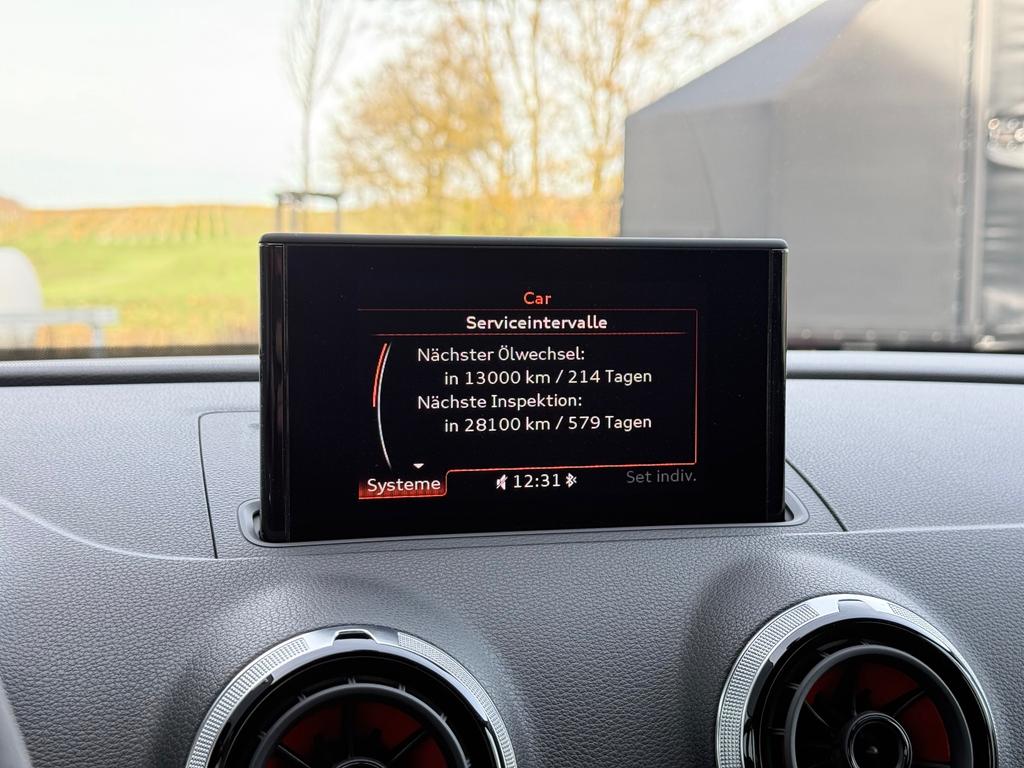 Car
Serviceintervalle
Nächster Ölwechsel:
in 13000 km / 214 Tagen
Nächste Inspektion:
in 28100 km / 579 Tagen
Systeme
12:31
Set indiv.